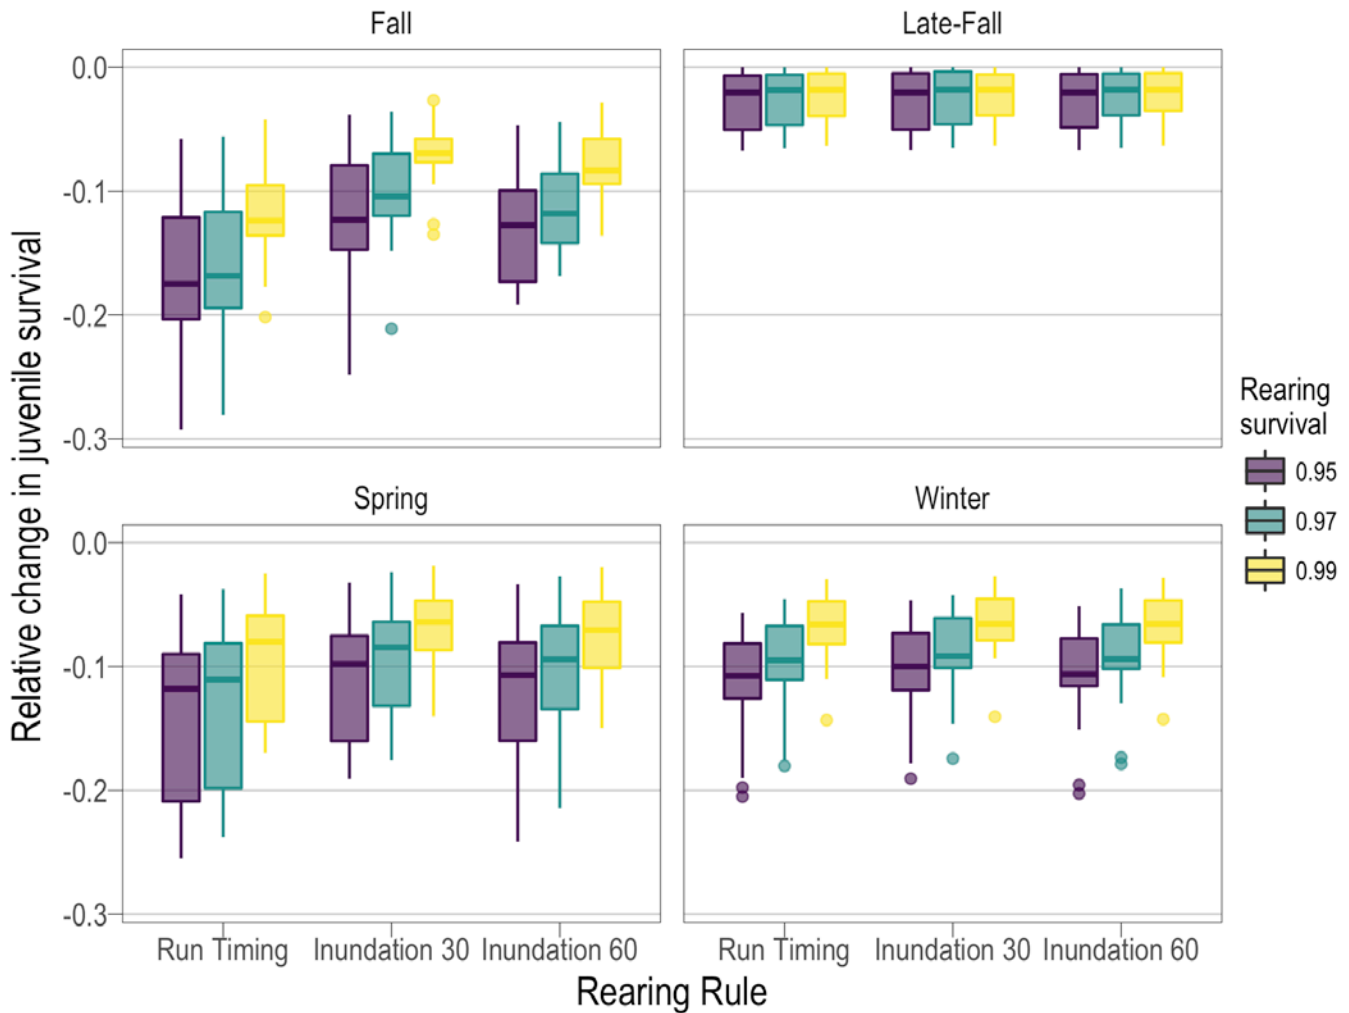 Fall
Late-Fall
0.0
-0.1
-0.2
-0.3
Spring
Winter
0.0
-0.1
-0.2
-0.3
Run Timing
Inundation 30
Inundation 60
Run Timing
Inundation 30
Inundation 60
Rearing Rule
Relative change in juvenile survival
Rearing
survival
0.95
0.97
0.99